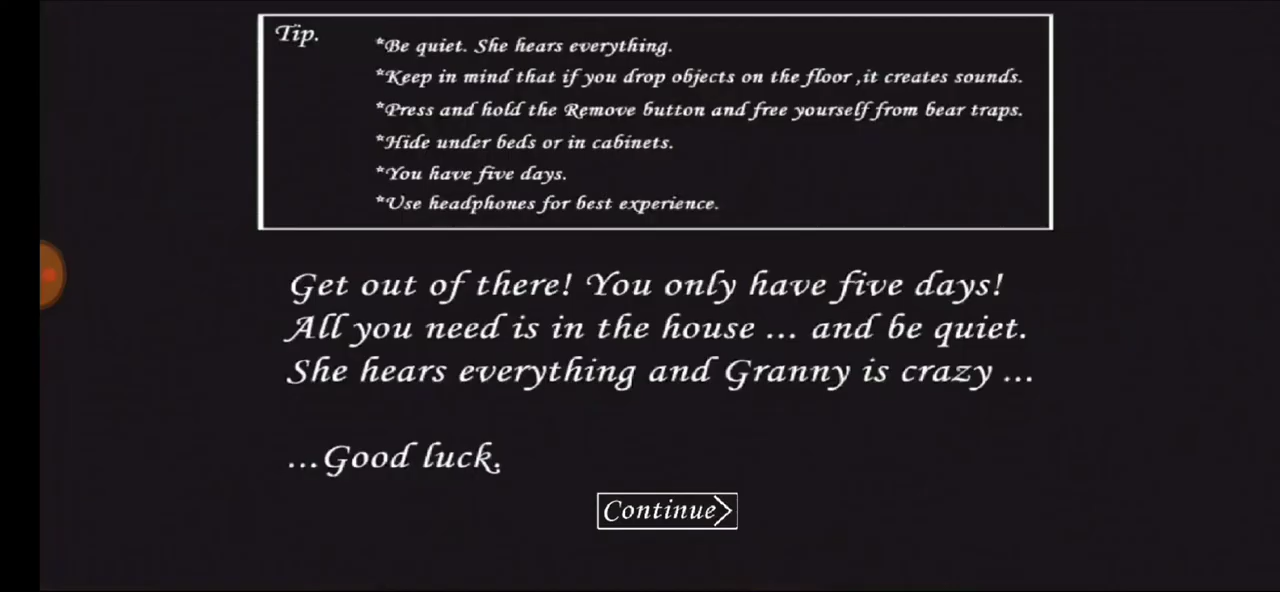 Tip.
*Be quiet. She hears everything.
*Keep in mind that if you drop objects on the floor ,it creates sounds.
*Press and hold the Remove button and free yourself from bear traps.
*Hide under beds or in cabinets.
*You have five days.
*Use headphones for best experience.
Get out of there! You only have five days!
All you need is in the house ... and be quiet.
She hears everything and Granny is crazy ...
...Good luck.
Continue>